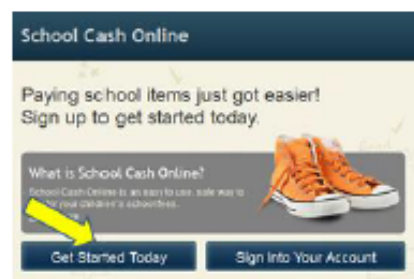 School Cash Online
Paying school items just got easier!
Sign up to get started today.
What is School Cash Online?
School Cash Online is an easy to use, safe way to
for your children's school fees.
Get Started Today
Sign Into Your Account